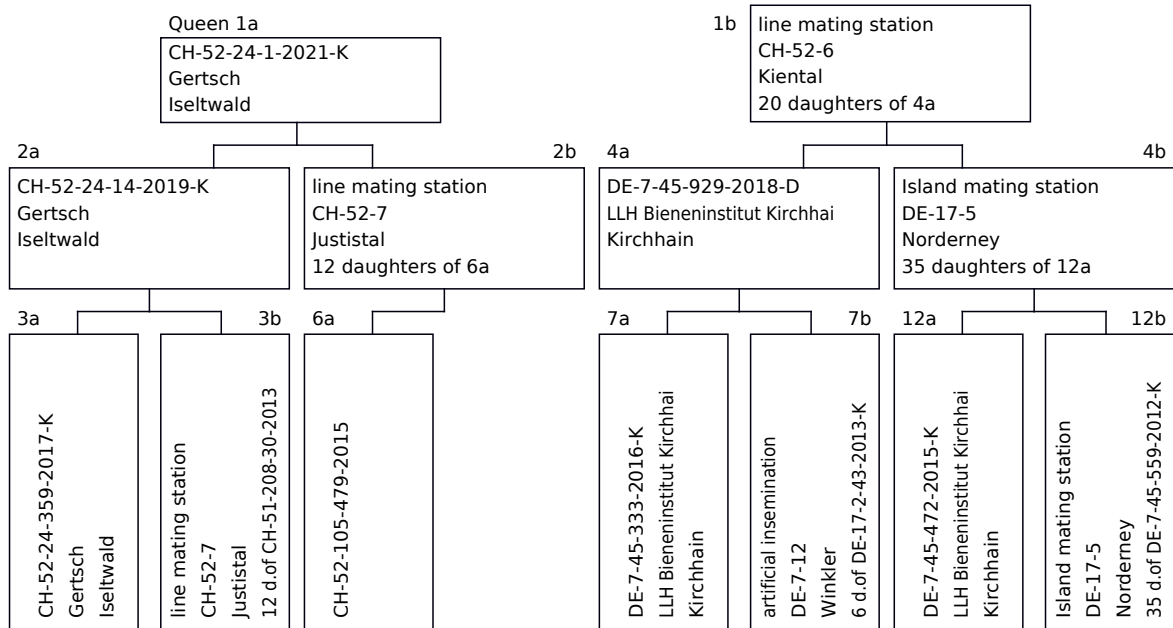 Queen 1a
CH-52-24-1-2021-K
Gertsch
Iseltwald
1b
line mating station
CH-52-6
Kiental
20 daughters of 4a
2a
CH-52-24-14-2019-K
Gertsch
Iseltwald
2b
line mating station
CH-52-7
Justistal
12 daughters of 6a
4a
DE-7-45-929-2018-D
LLH Bieneninstitut Kirchhai
Kirchhain
4b
Island mating station
DE-17-5
Norderney
35 daughters of 12a
3a
CH-52-24-359-2017-K
Gertsch
Iseltwald
3b
line mating station
CH-52-7
Justistal
12 d.of CH-51-208-30-2013
6a
CH-52-105-479-2015
7a
DE-7-45-333-2016-K
LLH Bieneninstitut Kirchhai
Kirchhain
7b
artificial insemination
DE-7-12
Winkler
6 d.of DE-17-2-43-2013-K
12a
DE-7-45-472-2015-K
LLH Bieneninstitut Kirchhai
Kirchhain
12b
Island mating station
DE-17-5
Norderney
35 d.of DE-7-45-559-2012-K